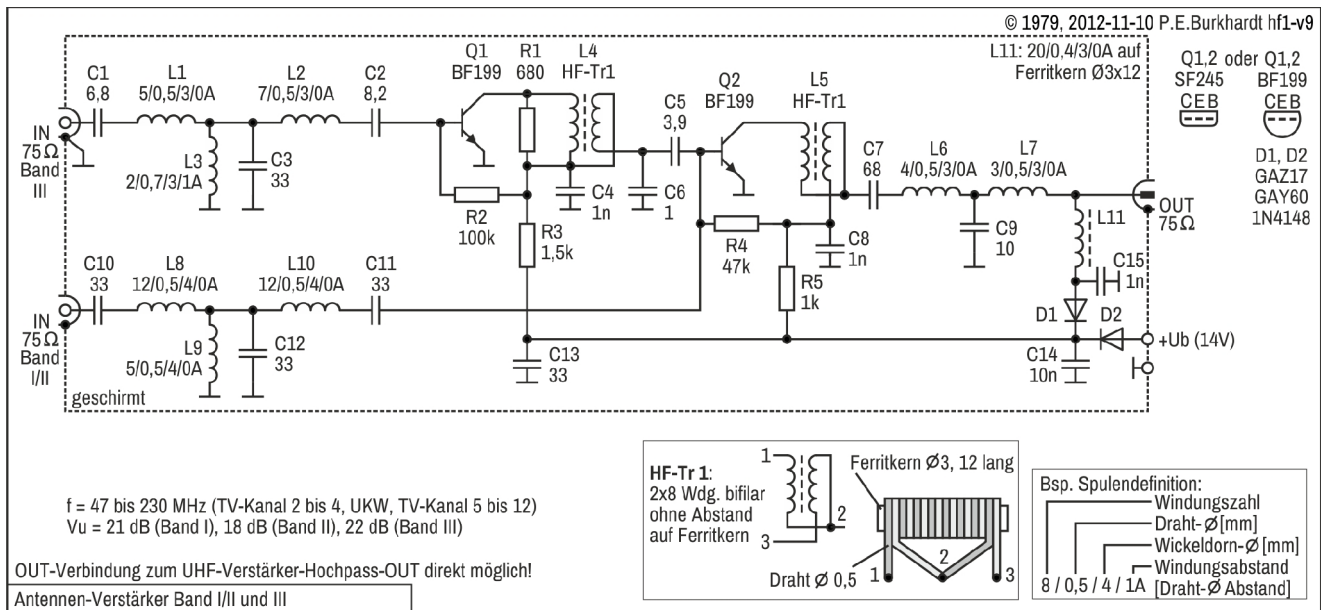 © 1979, 2012-11-10 P.E.Burkhardt hf1-v9
L11: 20/0,4/3/0A auf
Ferritkern Ø3x12
Q1,2 oder Q1,2
SF245 BF199
CEB CEB
D1, D2
GAZ17
GAY60
1N4148
C1
6,8
L1
5/0,5/3/0A
L2
7/0,5/3/0A
C2
8,2
Q1
BF199
R1
680
L4
HF-Tr1
C5
3,9
Q2
BF199
L5
HF-Tr1
C7
68
L6
4/0,5/3/0A
L7
3/0,5/3/0A
IN
75Ω
Band
III
L3
2/0,7/3/1A
C3
33
R2
100k
C4
1n
C6
1
R3
1,5k
R4
47k
C8
1n
R5
1k
C9
10
L11
C15
1n
OUT
75Ω
C10
33
L8
12/0,5/4/0A
L10
12/0,5/4/0A
C11
33
IN
75Ω
Band
I/II
L9
5/0,5/4/0A
C12
33
C13
33
D1
D2
C14
10n
+Ub (14V)
geschirmt
f = 47 bis 230 MHz (TV-Kanal 2 bis 4, UKW, TV-Kanal 5 bis 12)
Vu = 21 dB (Band I), 18 dB (Band II), 22 dB (Band III)
OUT-Verbindung zum UHF-Verstärker-Hochpass-OUT direkt möglich!
Antennen-Verstärker Band I/II und III
HF-Tr 1:
2x8 Wdg. bifilar
ohne Abstand
auf Ferritkern
1
2
3
Ferritkern Ø3, 12 lang
Draht Ø 0,5
1
2
3
Bsp. Spulendefinition:
Windungszahl
Draht-Ø[mm]
Wickeldorn-Ø [mm]
Windungsabstand
8 / 0,5 / 4 / 1A [Draht-Ø Abstand]